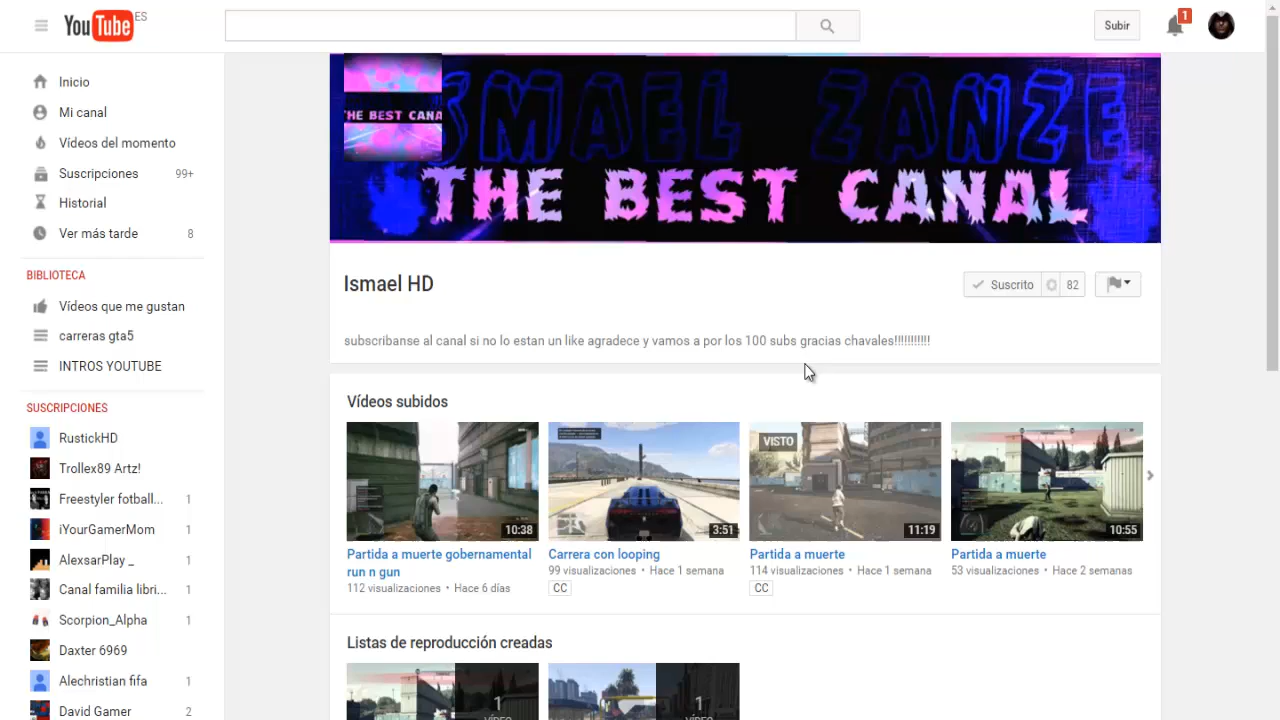 YouTube ES
Subir
1
Inicio
Mi canal
Vídeos del momento
Suscripciones 99+
Historial
Ver más tarde 8
BIBLIOTECA
Vídeos que me gustan
carreras gta5
INTROS YOUTUBE
SUSCRIPCIONES
RustickHD
Trollex89 Artz!
Freestyler fotball... 1
iYourGamerMom 1
AlexsarPlay _ 1
Canal familia libri... 1
Scorpion_Alpha 1
Daxter 6969
Alechristian fifa 1
David Gamer 2
THE BEST CANA
SMAEL ZANZE
THE BEST CANAL
Ismael HD
Suscrito 82
subscribanse al canal si no lo estan un like agradece y vamos a por los 100 subs gracias chavales!!!!!!!!!!!
Vídeos subidos
10:38
Partida a muerte gobernamental
run n gun
112 visualizaciones • Hace 6 días
3:51
Carrera con looping
99 visualizaciones • Hace 1 semana
CC
VISTO
11:19
Partida a muerte
114 visualizaciones • Hace 1 semana
CC
10:55
Partida a muerte
53 visualizaciones • Hace 2 semanas
Listas de reproducción creadas
1
VÍDEO
1
VÍDEO